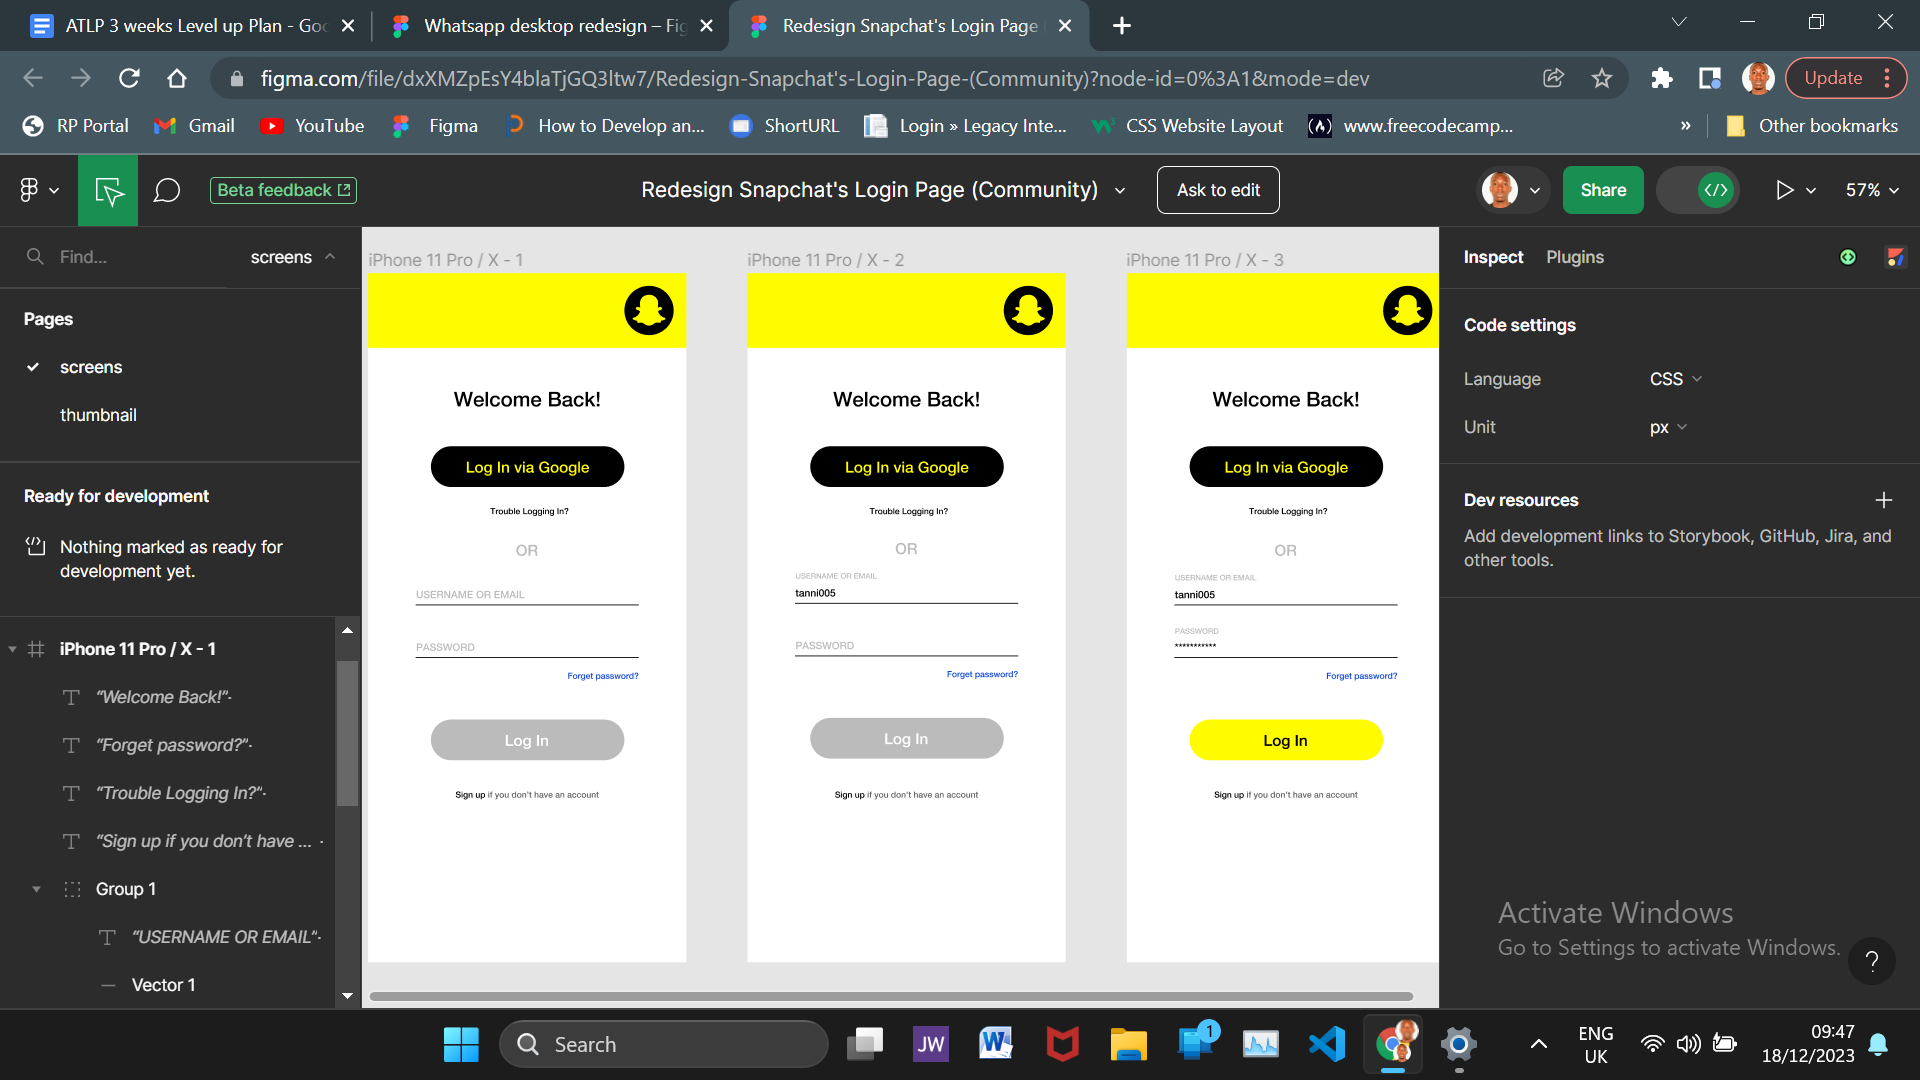 ATLP 3 weeks Level up Plan - Goo
Whatsapp desktop redesign – Fig
Redesign Snapchat's Login Page
figma.com/file/dxXMZpEsY4blaTjGQ3ltw7/Redesign-Snapchat's-Login-Page-(Community)?node-id=0%3A1&mode=dev
Update
RP Portal
Gmail
YouTube
Figma
How to Develop an...
ShortURL
Login » Legacy Inte...
CSS Website Layout
www.freecodecamp...
»
Other bookmarks
Beta feedback
Redesign Snapchat's Login Page (Community)
Ask to edit
Share
57%
Find...
screens
Pages
screens
thumbnail
Ready for development
Nothing marked as ready for
development yet.
iPhone 11 Pro / X - 1
“Welcome Back!”·
“Forget password?”·
“Trouble Logging In?”·
“Sign up if you don’t have ... ·
Group 1
“USERNAME OR EMAIL”·
Vector 1
iPhone 11 Pro / X - 1
Welcome Back!
Log In via Google
Trouble Logging In?
OR
USERNAME OR EMAIL
PASSWORD
Forget password?
Log In
Sign up if you don’t have an account
iPhone 11 Pro / X - 2
Welcome Back!
Log In via Google
Trouble Logging In?
OR
USERNAME OR EMAIL
tanni005
PASSWORD
Forget password?
Log In
Sign up if you don’t have an account
iPhone 11 Pro / X - 3
Welcome Back!
Log In via Google
Trouble Logging In?
OR
USERNAME OR EMAIL
tanni005
PASSWORD
***********
Forget password?
Log In
Sign up if you don’t have an account
Inspect
Plugins
Code settings
Language
CSS
Unit
px
Dev resources
Add development links to Storybook, GitHub, Jira, and
other tools.
Activate Windows
Go to Settings to activate Windows.
?
Search
JW
W
1
ENG
UK
09:47
18/12/2023